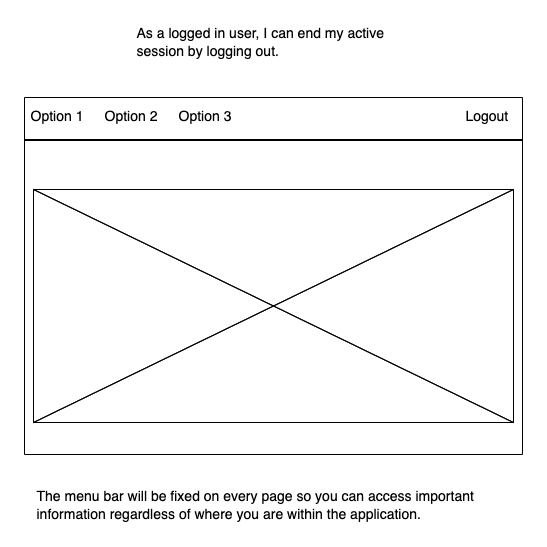 As a logged in user, I can end my active
session by logging out.
Option 1 Option 2 Option 3 Logout
The menu bar will be fixed on every page so you can access important
information regardless of where you are within the application.